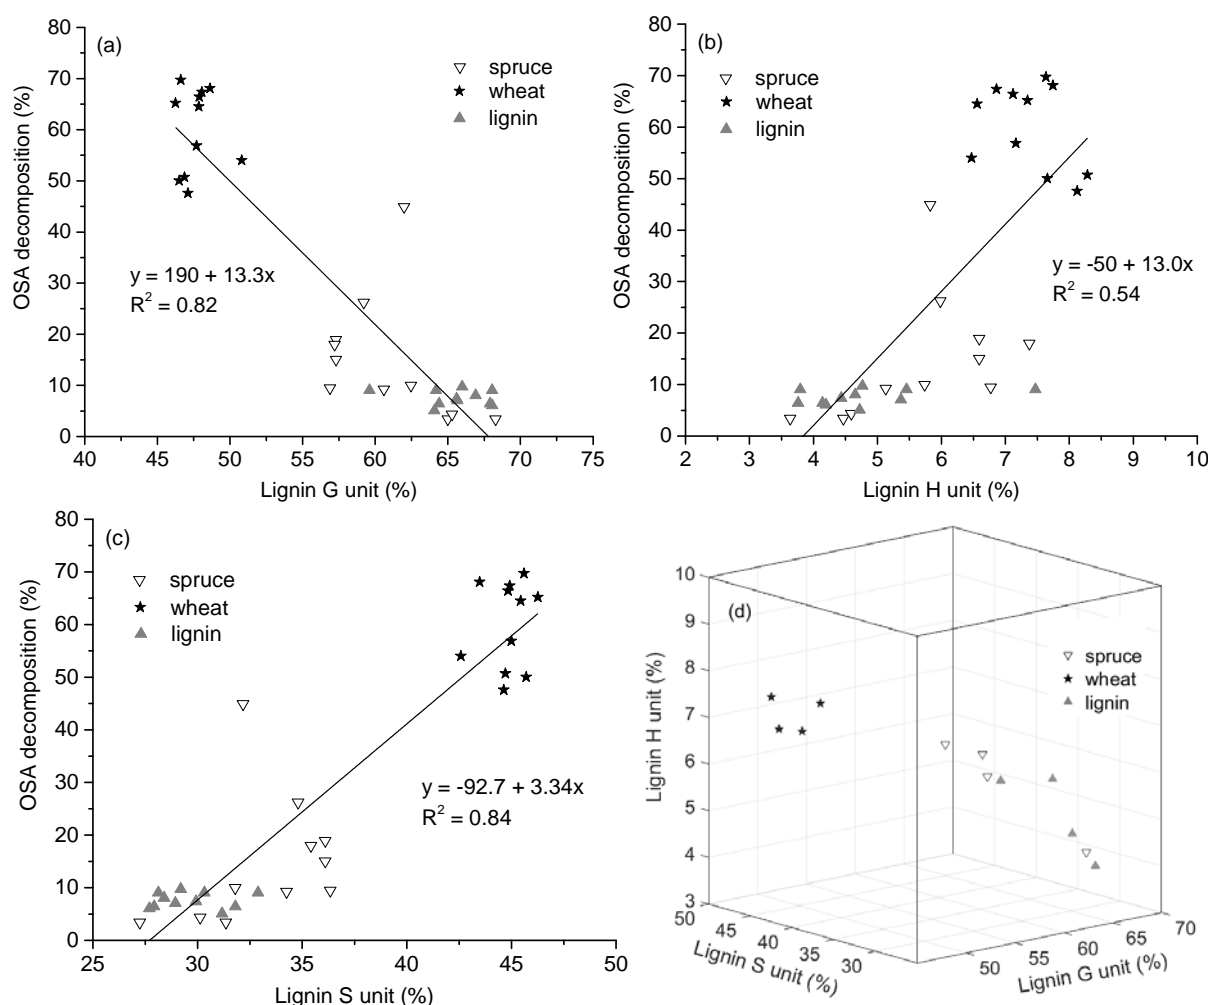 (a)
80
70
60
50
40
30
20
10
0
OSA decomposition (%)
spruce
wheat
lignin
y = 190 + 13.3x
R² = 0.82
40 45 50 55 60 65 70 75
Lignin G unit (%)
(b)
80
70
60
50
40
30
20
10
0
OSA decomposition (%)
spruce
wheat
lignin
y = -50 + 13.0x
R² = 0.54
2 3 4 5 6 7 8 9 10
Lignin H unit (%)
(c)
80
70
60
50
40
30
20
10
0
OSA decomposition (%)
spruce
wheat
lignin
y = -92.7 + 3.34x
R² = 0.84
25 30 35 40 45 50
Lignin S unit (%)
(d)
10
9
8
7
6
5
4
3
Lignin H unit (%)
spruce
wheat
lignin
50 45 40 35 30
Lignin S unit (%)
50 55 60 65 70
Lignin G unit (%)